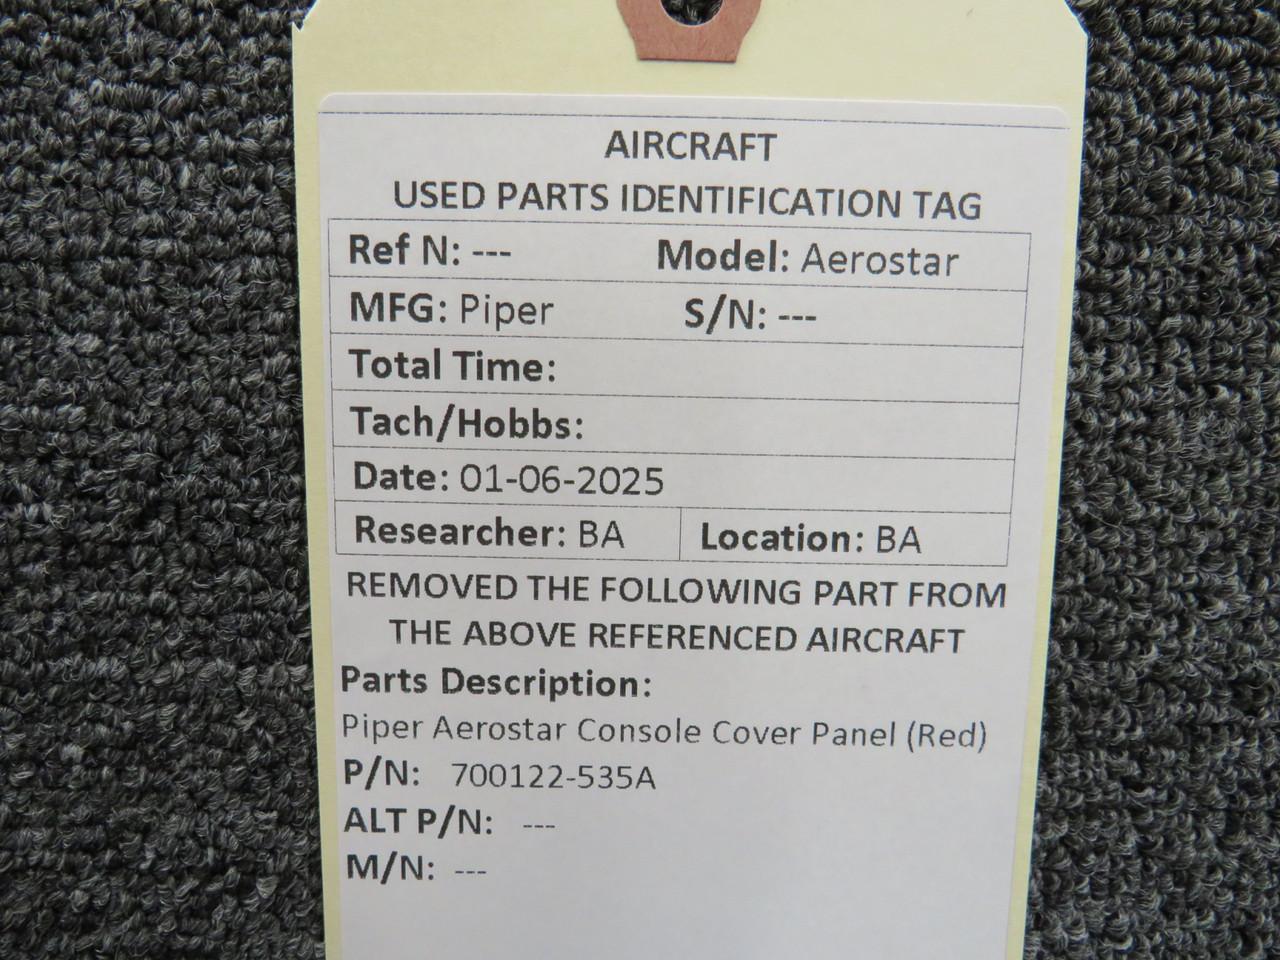 AIRCRAFT
USED PARTS IDENTIFICATION TAG
Ref N: --- Model: Aerostar
MFG: Piper S/N: ---
Total Time:
Tach/Hobbs:
Date: 01-06-2025
Researcher: BA Location: BA
REMOVED THE FOLLOWING PART FROM
THE ABOVE REFERENCED AIRCRAFT
Parts Description:
Piper Aerostar Console Cover Panel (Red)
P/N: 700122-535A
ALT P/N: ---
M/N: ---